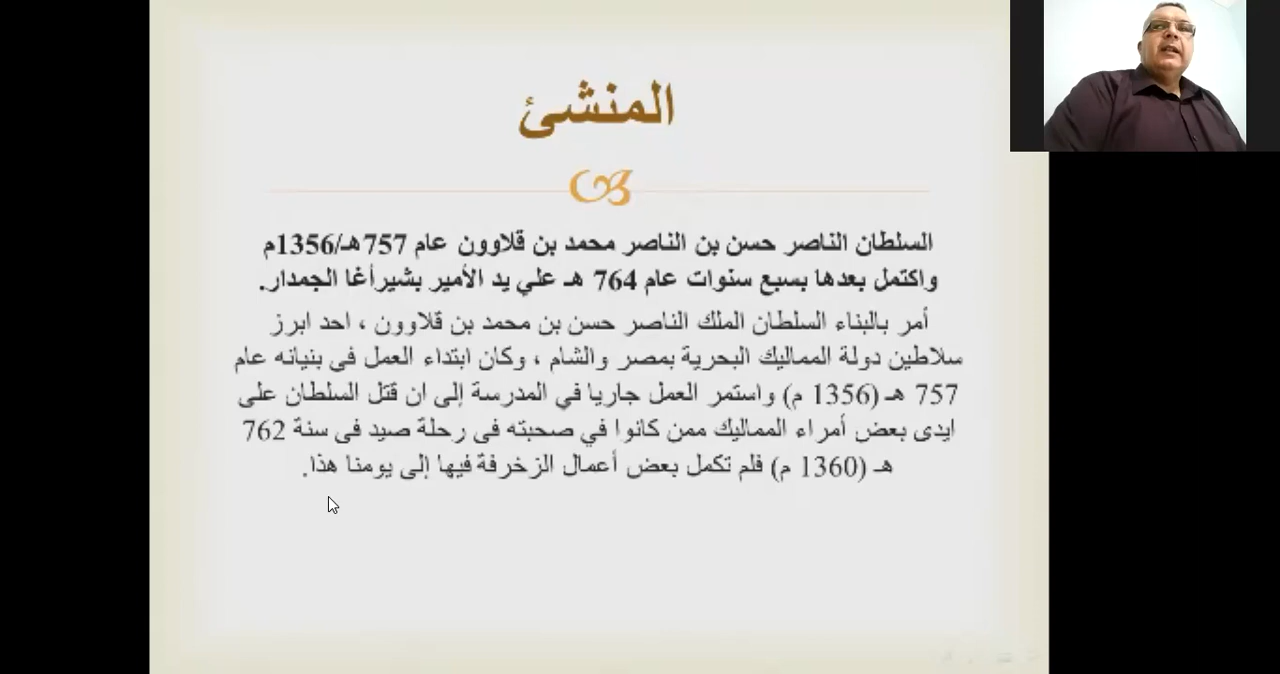 المنشئ
السلطان الناصر حسن بن الناصر محمد بن قلاوون عام 757هـ/1356م
واكتمل بعدها بسبع سنوات عام 764 هـ علي يد الأمير بشيرأغا الجمدار.
أمر بالبناء السلطان الملك الناصر حسن بن محمد بن قلاوون ، احد ابرز
سلاطين دولة المماليك البحرية بمصر والشام ، وكان ابتداء العمل فى بنيانه عام
757 هـ (1356 م) واستمر العمل جاريا في المدرسة إلى ان قتل السلطان على
ايدى بعض أمراء المماليك ممن كانوا في صحبته فى رحلة صيد فى سنة 762
هـ (1360 م) فلم تكمل بعض أعمال الزخرفة فيها إلى يومنا هذا.